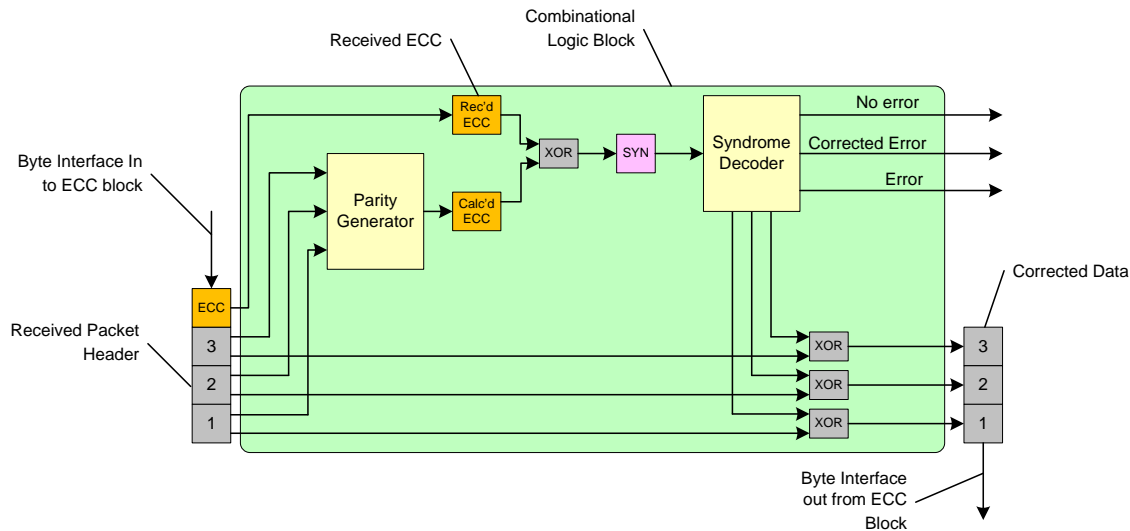 Combinational
Logic Block
Received ECC
Rec'd
ECC
No error
Byte Interface In
to ECC block
XOR
SYN
Syndrome
Decoder
Corrected Error
Error
Parity
Generator
Calc'd
ECC
ECC
Corrected Data
Received Packet
Header
3
2
1
XOR
XOR
XOR
3
2
1
Byte Interface
out from ECC
Block